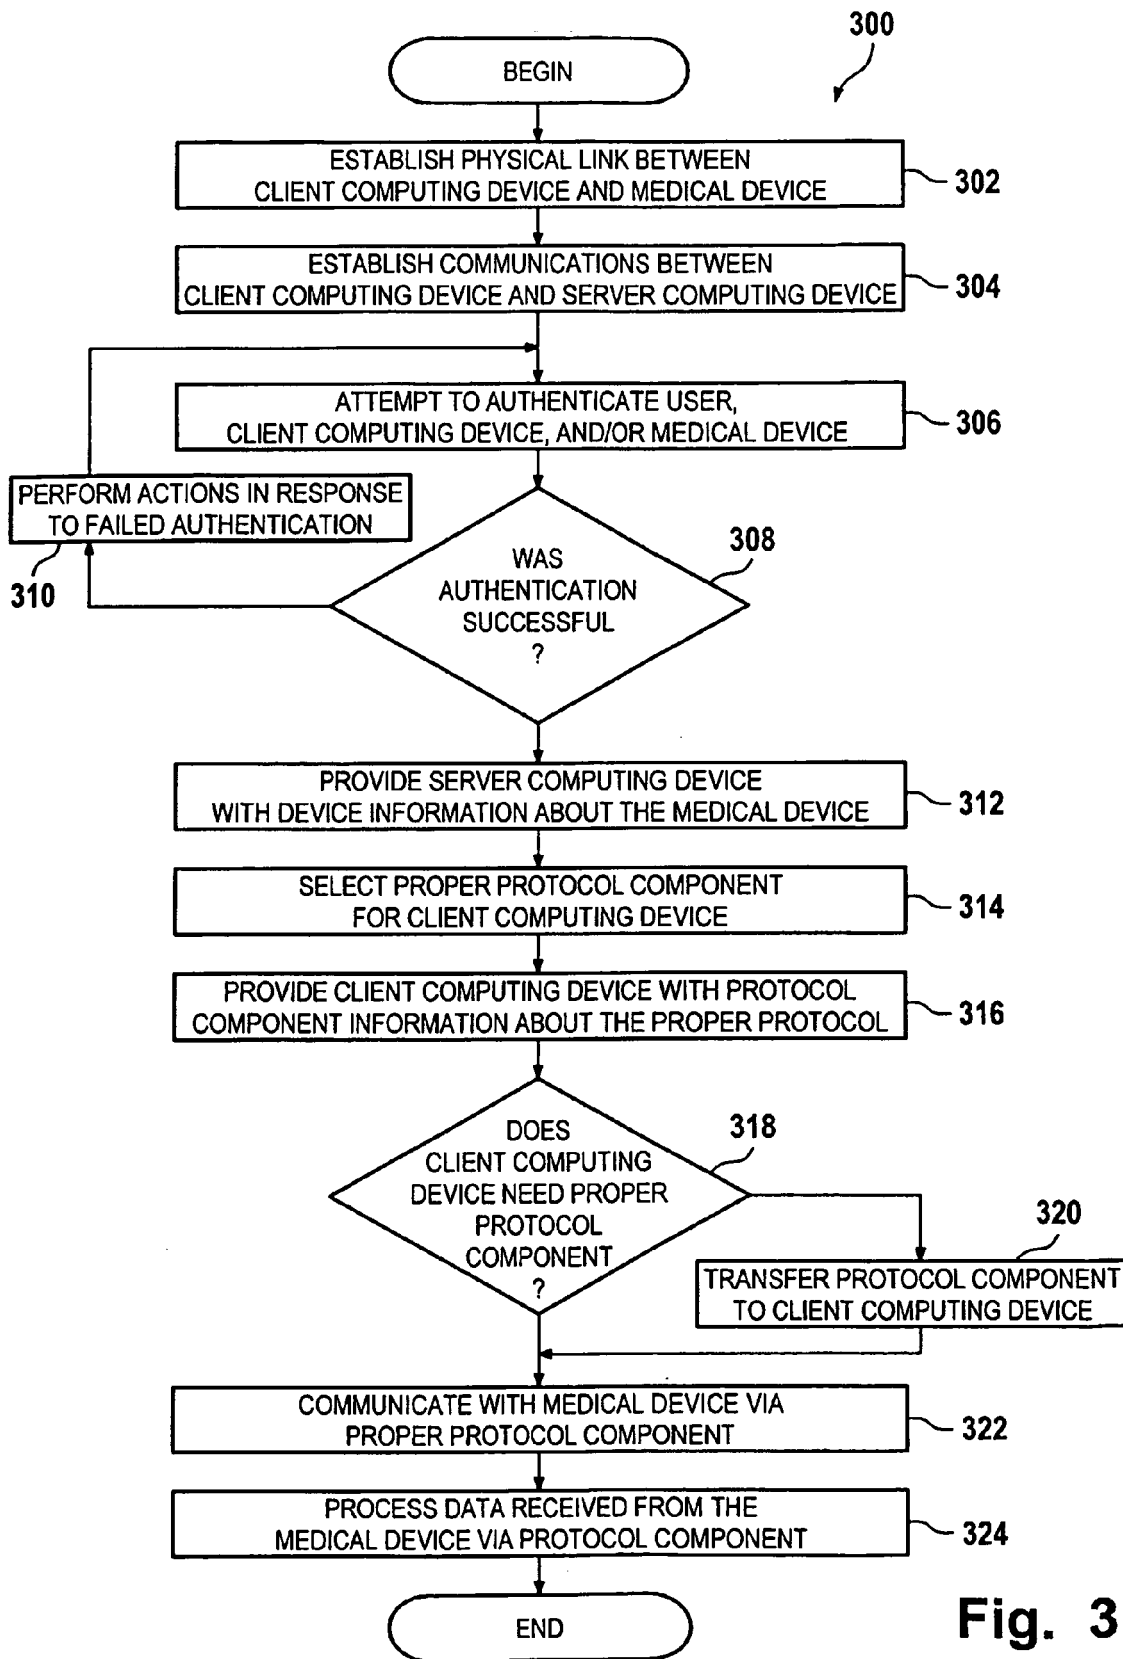 300
BEGIN
ESTABLISH PHYSICAL LINK BETWEEN
CLIENT COMPUTING DEVICE AND MEDICAL DEVICE
302
ESTABLISH COMMUNICATIONS BETWEEN
CLIENT COMPUTING DEVICE AND SERVER COMPUTING DEVICE
304
ATTEMPT TO AUTHENTICATE USER,
CLIENT COMPUTING DEVICE, AND/OR MEDICAL DEVICE
306
PERFORM ACTIONS IN RESPONSE
TO FAILED AUTHENTICATION
310
WAS
AUTHENTICATION
SUCCESSFUL
?
308
PROVIDE SERVER COMPUTING DEVICE
WITH DEVICE INFORMATION ABOUT THE MEDICAL DEVICE
312
SELECT PROPER PROTOCOL COMPONENT
FOR CLIENT COMPUTING DEVICE
314
PROVIDE CLIENT COMPUTING DEVICE WITH PROTOCOL
COMPONENT INFORMATION ABOUT THE PROPER PROTOCOL
316
DOES
CLIENT COMPUTING
DEVICE NEED PROPER
PROTOCOL
COMPONENT
?
318
320
TRANSFER PROTOCOL COMPONENT
TO CLIENT COMPUTING DEVICE
COMMUNICATE WITH MEDICAL DEVICE VIA
PROPER PROTOCOL COMPONENT
322
PROCESS DATA RECEIVED FROM THE
MEDICAL DEVICE VIA PROTOCOL COMPONENT
324
END
Fig. 3